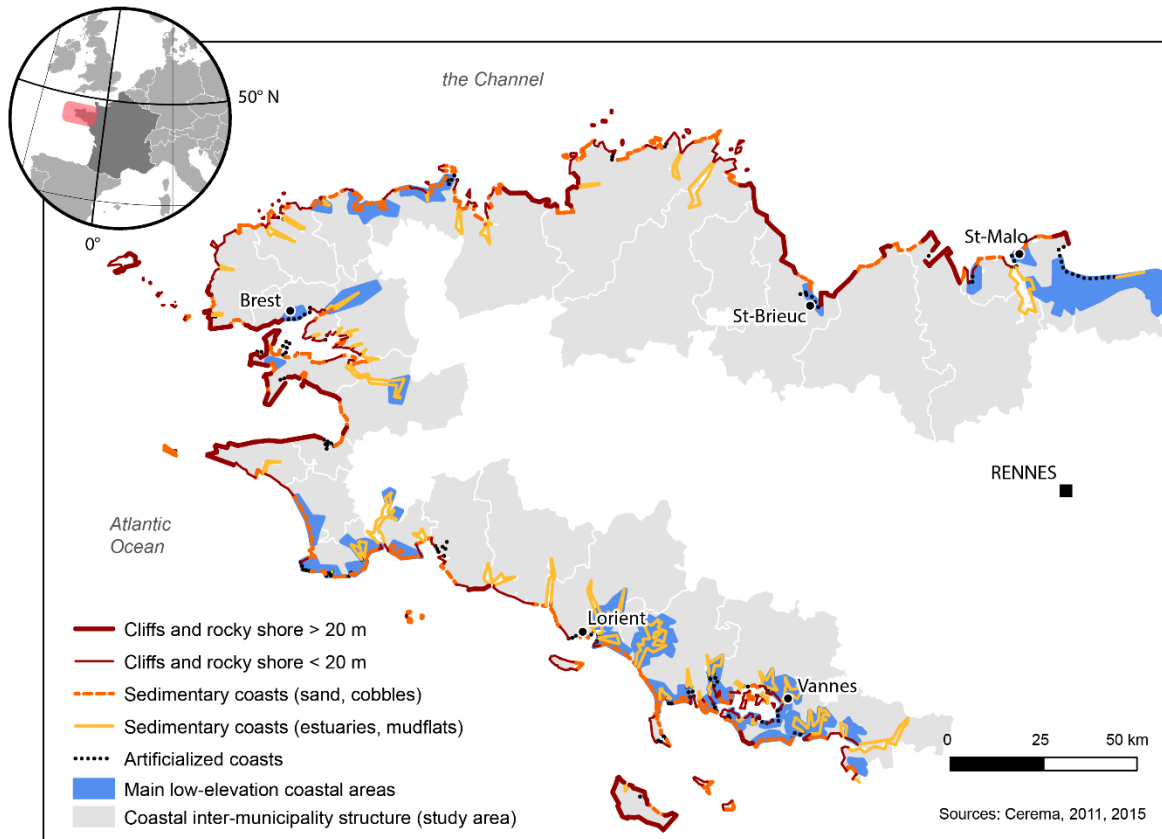 the Channel
50° N
0°
St-Malo
Brest
St-Brieuc
RENNES
Atlantic
Ocean
Lorient
Vannes
Cliffs and rocky shore > 20 m
Cliffs and rocky shore < 20 m
Sedimentary coasts (sand, cobbles)
Sedimentary coasts (estuaries, mudflats)
Artificialized coasts
Main low-elevation coastal areas
Coastal inter-municipality structure (study area)
0 25 50 km
Sources: Cerema, 2011, 2015